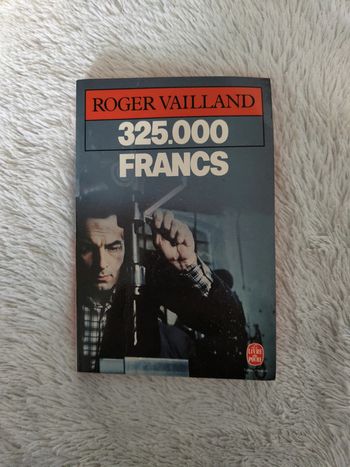 ROGER VAILLAND
325.000
FRANCS
LE LIVRE
DE POCHE